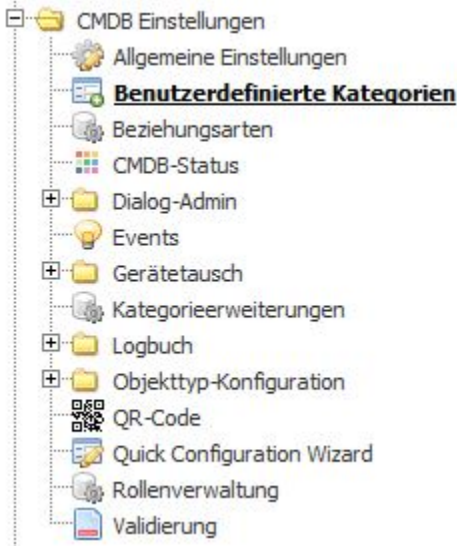 CMDB Einstellungen
Allgemeine Einstellungen
Benutzerdefinierte Kategorien
Beziehungsarten
CMDB-Status
Dialog-Admin
Events
Gerätetausch
Kategorieerweiterungen
Logbuch
Objekttyp-Konfiguration
QR-Code
Quick Configuration Wizard
Rollenverwaltung
Validierung